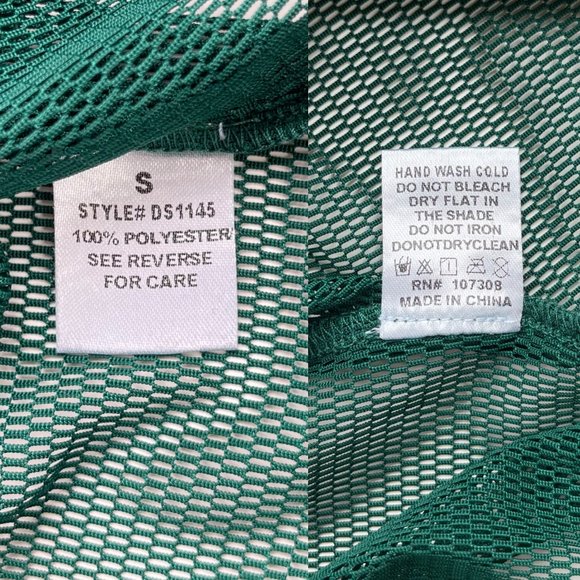 S
STYLE# DS1145
100% POLYESTER
SEE REVERSE
FOR CARE
HAND WASH COLD
DO NOT BLEACH
DRY FLAT IN
THE SHADE
DO NOT IRON
DONOTDRYCLEAN
RN# 107308
MADE IN CHINA